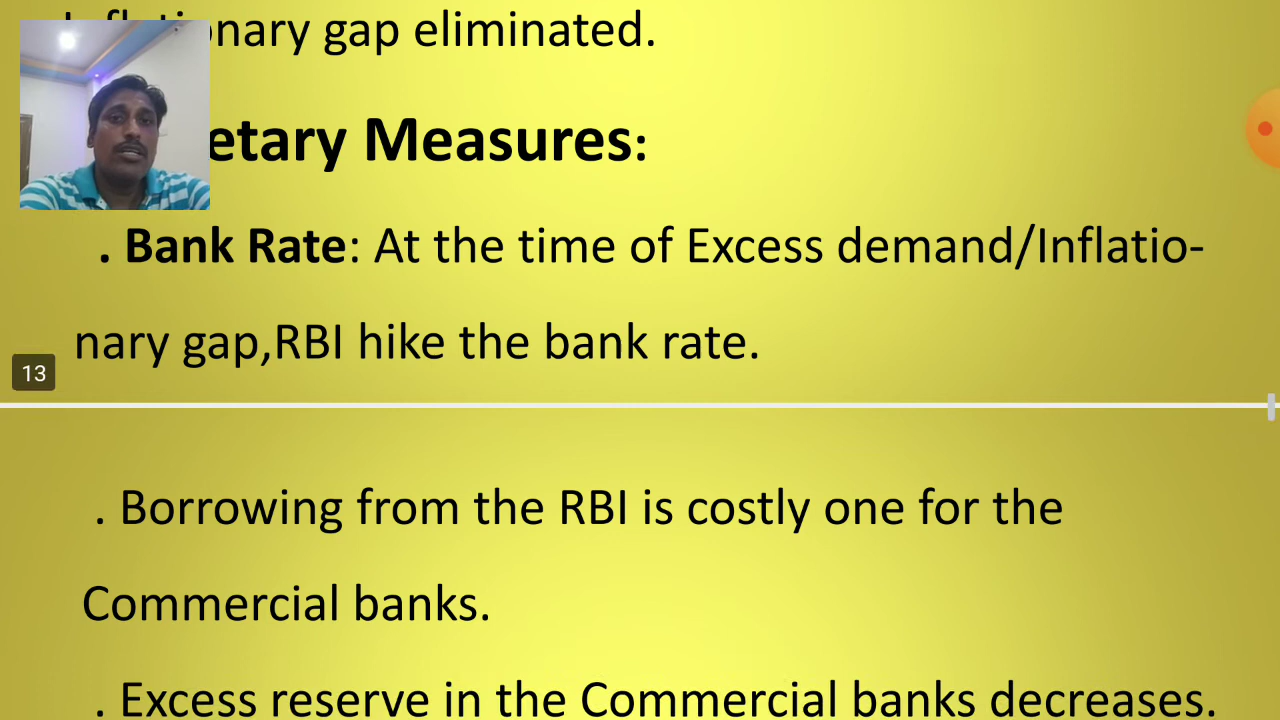 nary gap eliminated.
etary Measures:
. Bank Rate: At the time of Excess demand/Inflatio-
nary gap,RBI hike the bank rate.
13
. Borrowing from the RBI is costly one for the
Commercial banks.
. Excess reserve in the Commercial banks decreases.